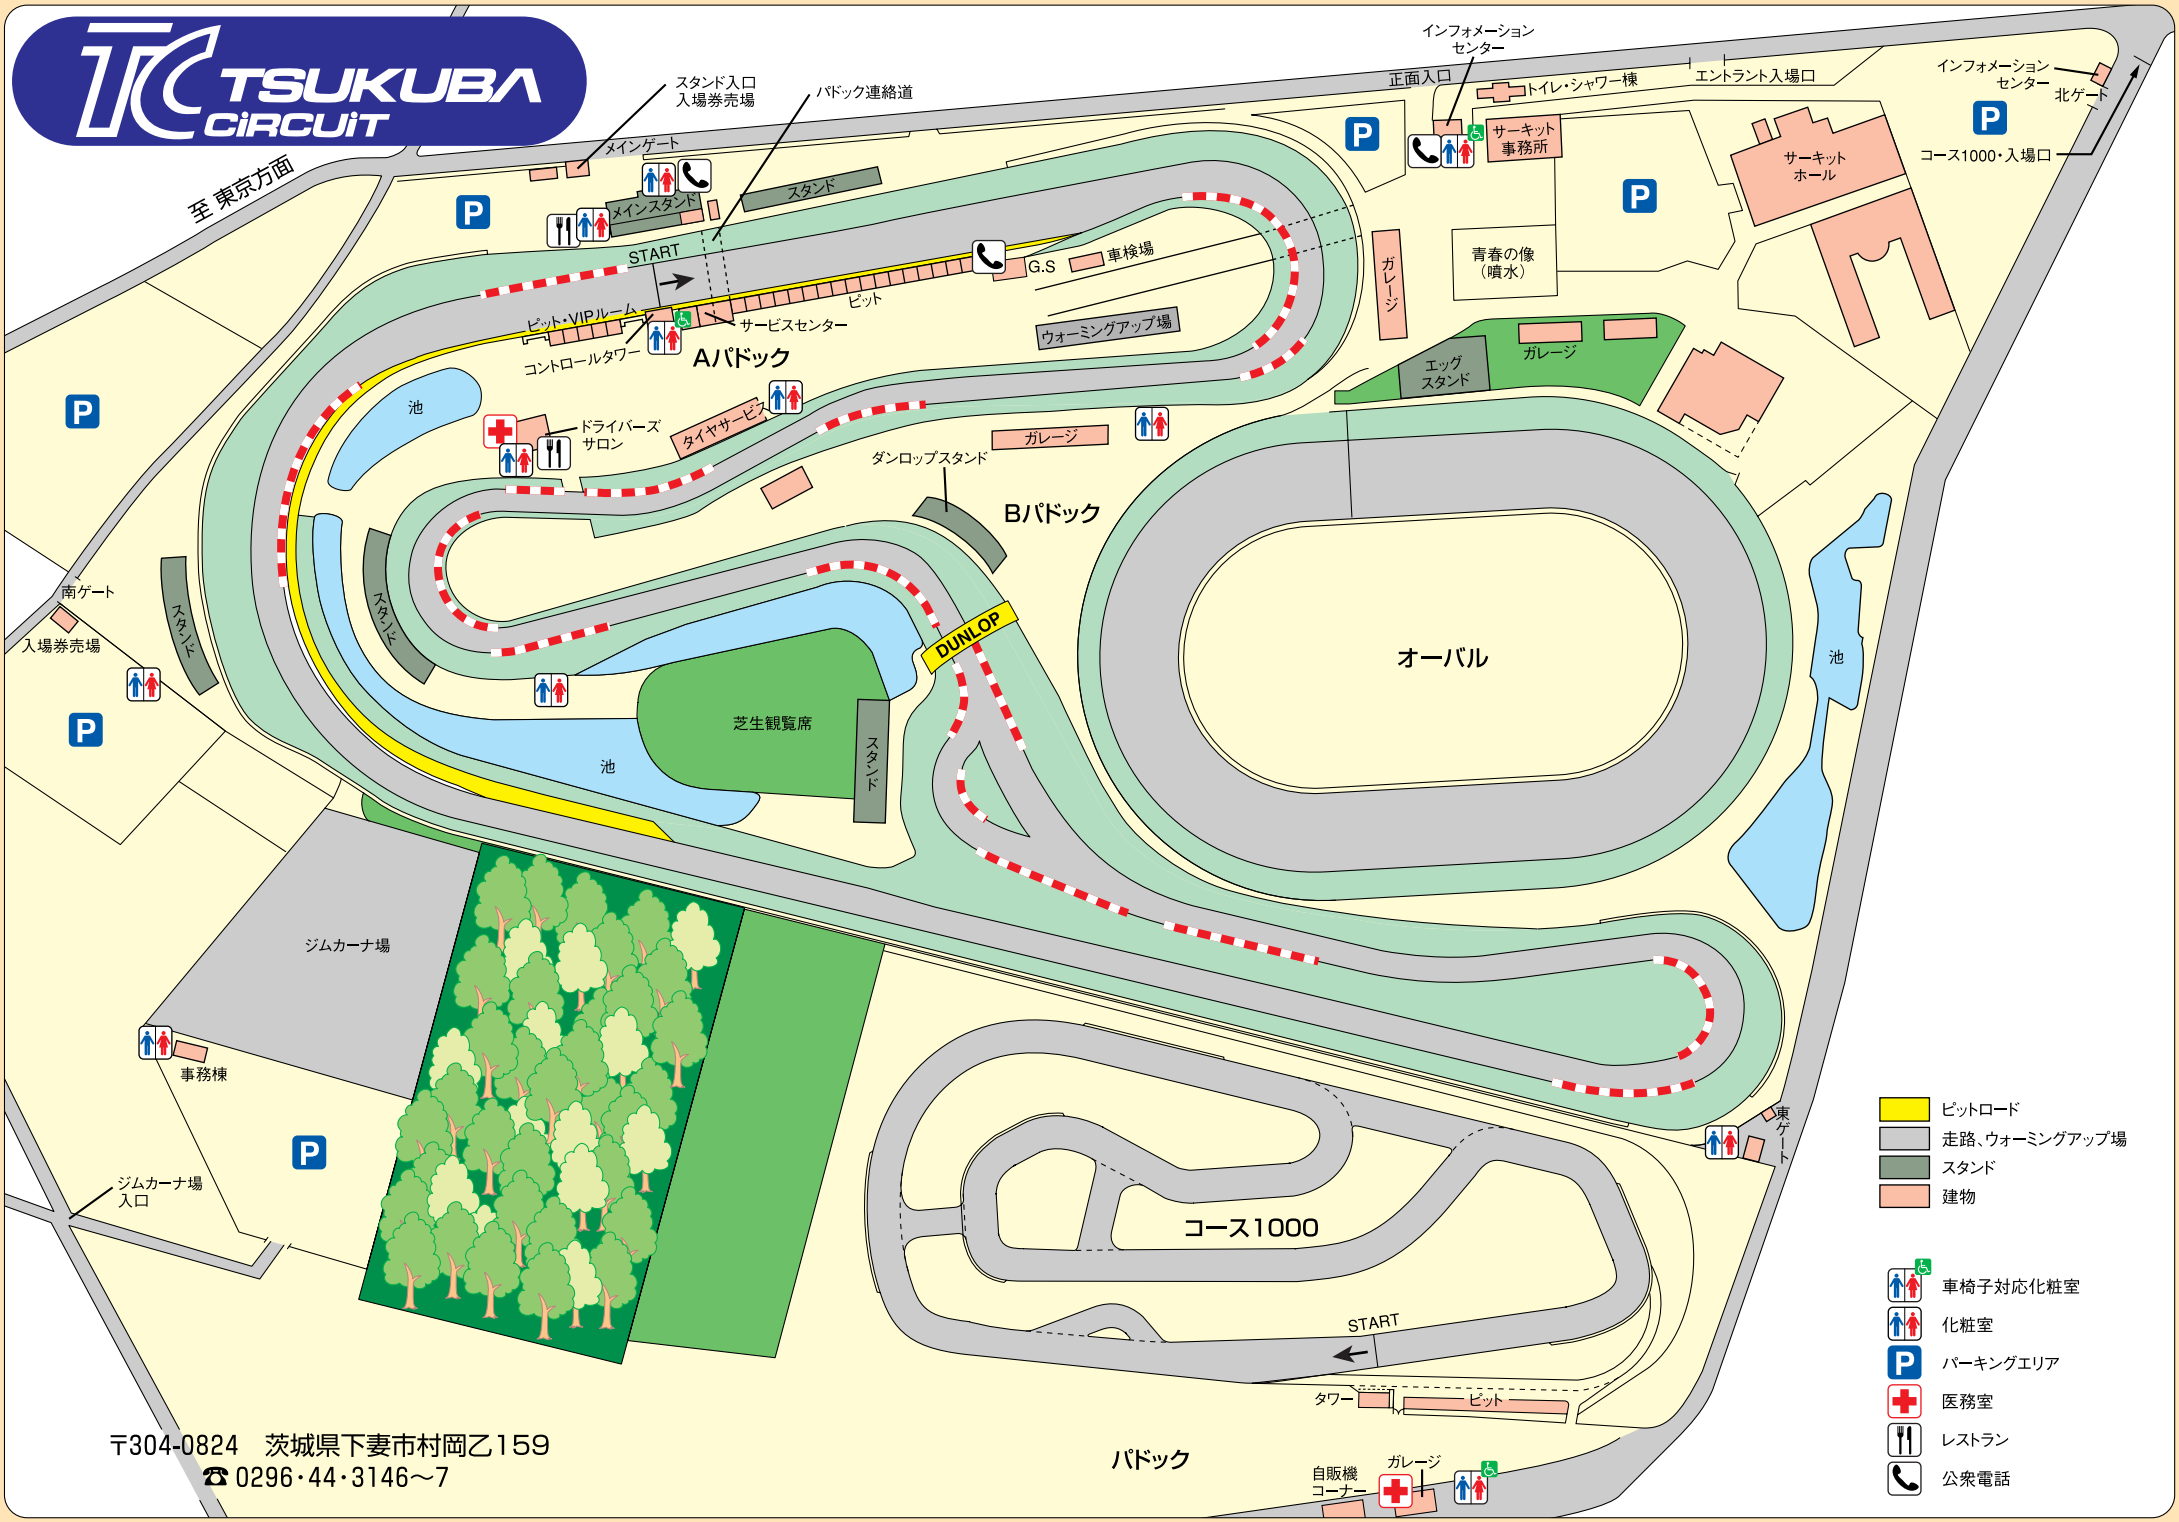 TC TSUKUBA
CiRCUiT
至 東京方面
スタンド入口
入場券売場
パドック連絡道
メインゲート
インフォメーション
センター
正面入口
トイレ・シャワー棟
エントラント入場口
インフォメーション
センター
北ゲート
コース1000・入場口
P
P
P
P
サーキット
事務所
サーキット
ホール
メインスタンド
スタンド
START
ピット・VIPルーム
コントロールタワー
サービスセンター
ピット
G.S
車検場
ウォーミングアップ場
ガレージ
青春の像
(噴水)
ガレージ
エッグ
スタンド
Aパドック
池
P
ドライバーズ
サロン
タイヤサービス
ガレージ
ダンロップスタンド
Bパドック
南ゲート
入場券売場
スタンド
スタンド
DUNLOP
オーバル
池
P
芝生観覧席
スタンド
池
ジムカーナ場
事務棟
P
ジムカーナ場
入口
東ゲート
コース1000
START
タワー
ピット
パドック
自販機
コーナー
ガレージ
ピットロード
走路、ウォーミングアップ場
スタンド
建物
車椅子対応化粧室
化粧室
P パーキングエリア
医務室
レストラン
公衆電話
〒304-0824 茨城県下妻市村岡乙159
☎ 0296・44・3146〜7